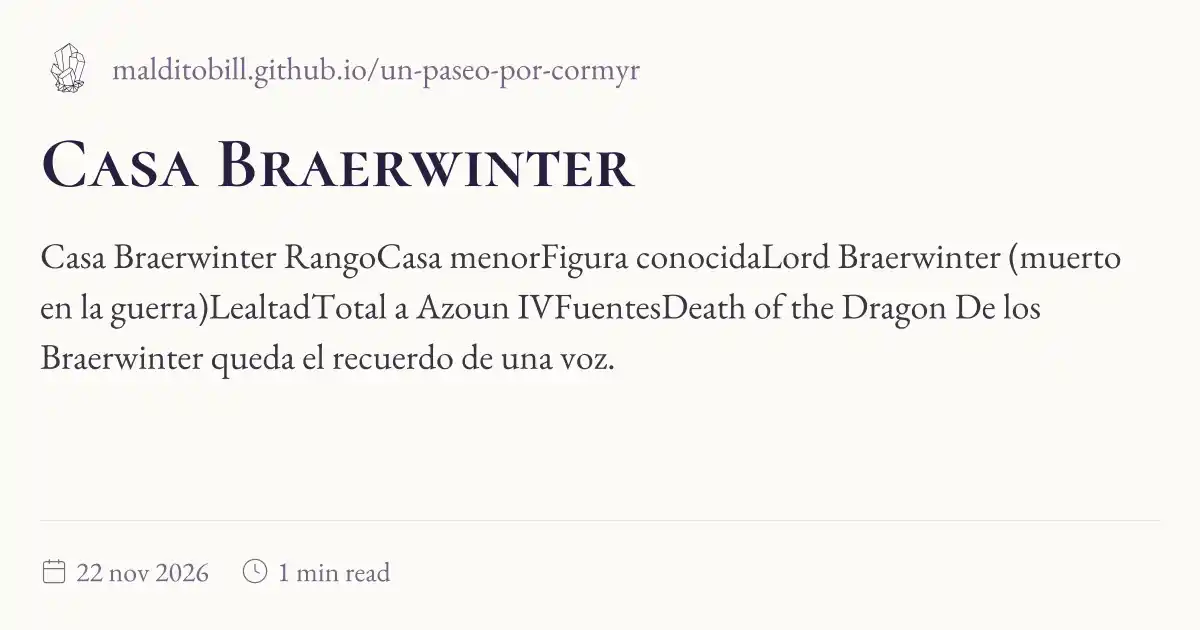 malditobill.github.io/un-paseo-por-cormyr
Casa Braerwinter
Casa Braerwinter RangoCasa menorFigura conocidaLord Braerwinter (muerto
en la guerra)LealtadTotal a Azoun IVFuentesDeath of the Dragon De los
Braerwinter queda el recuerdo de una voz.
22 nov 2026 1 min read